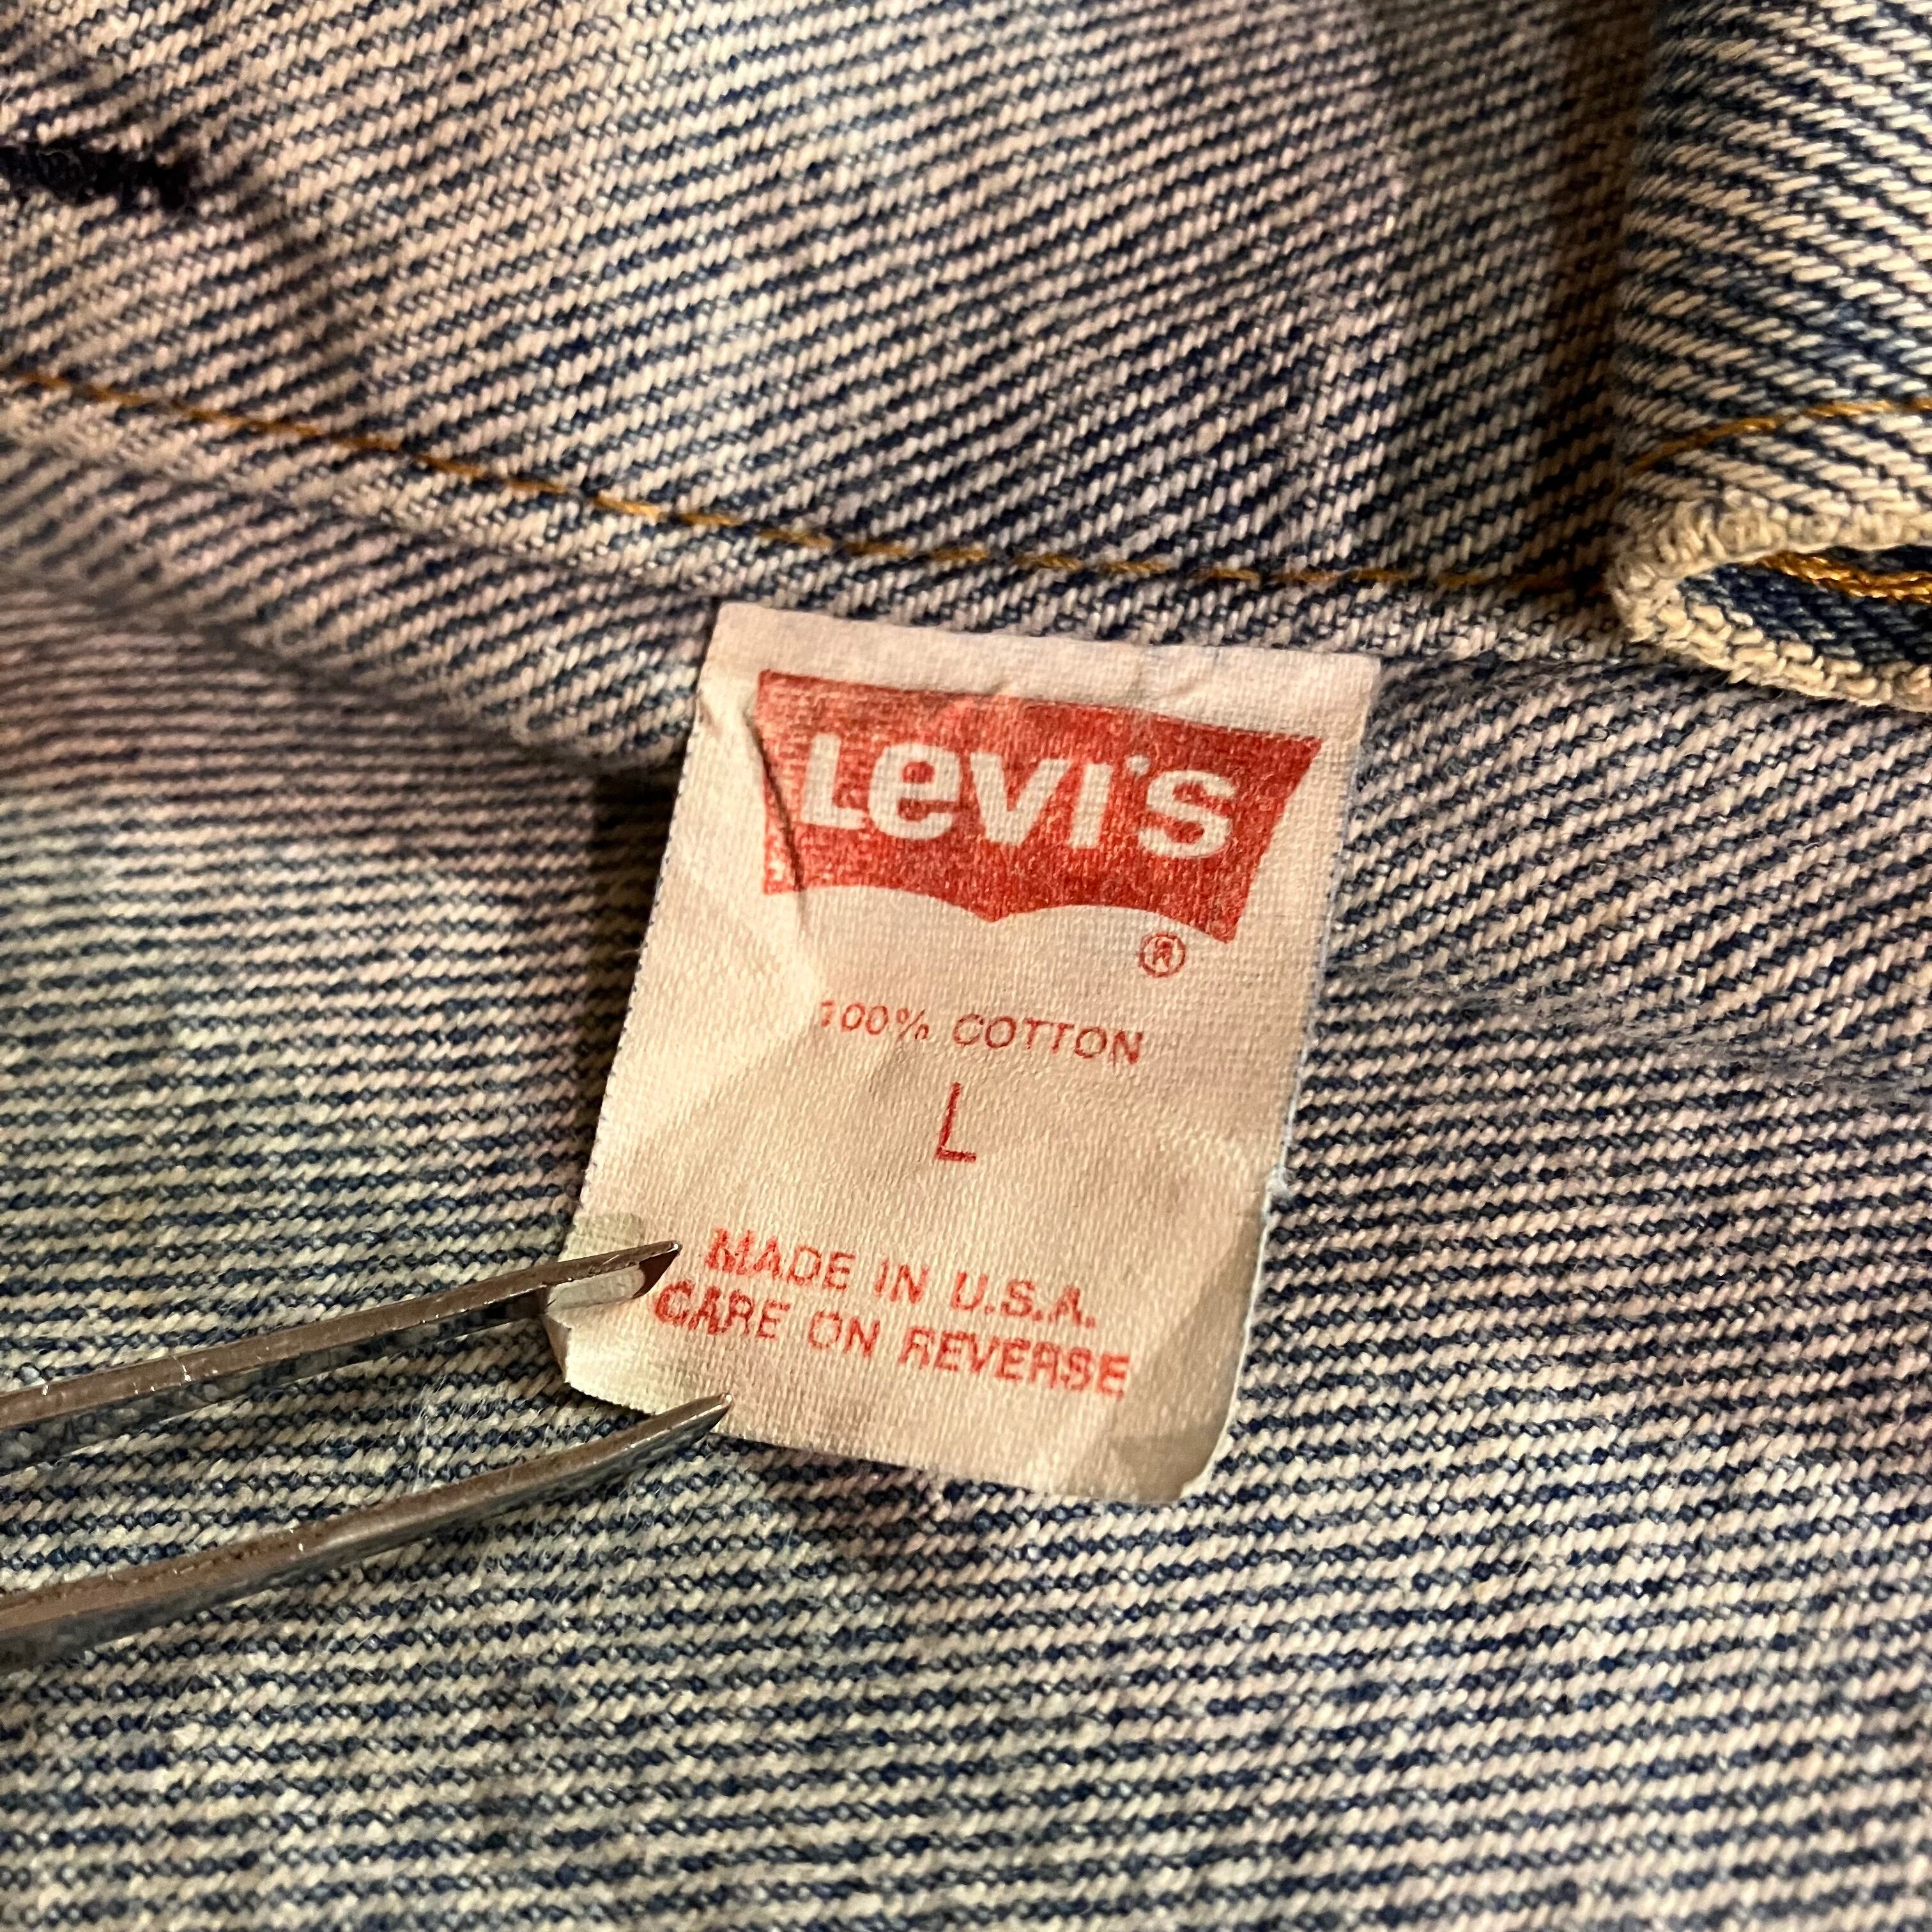 Levi's
®
100% COTTON
L
MADE IN U.S.A.
CARE ON REVERSE